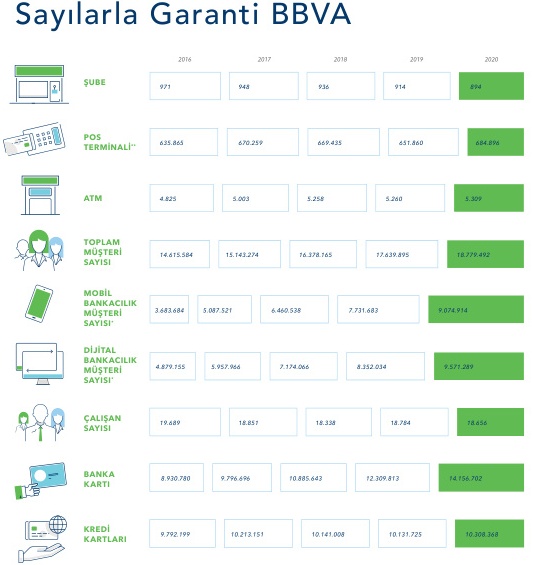 Sayılarla Garanti BBVA
2016 2017 2018 2019 2020
ŞUBE 971 948 936 914 894
POS
TERMİNALİ** 635.865 670.259 669.435 651.860 684.896
ATM 4.825 5.003 5.258 5.260 5.309
TOPLAM
MÜŞTERİ
SAYISI 14.615.584 15.143.274 16.378.165 17.639.895 18.779.492
MOBİL
BANKACILIK
MÜŞTERİ
SAYISI* 3.683.684 5.087.521 6.460.538 7.731.683 9.074.914
DİJİTAL
BANKACILIK
MÜŞTERİ
SAYISI* 4.879.155 5.957.966 7.174.066 8.352.034 9.571.289
ÇALIŞAN
SAYISI 19.689 18.851 18.338 18.784 18.656
BANKA
KARTI 8.930.780 9.796.696 10.885.643 12.309.813 14.156.702
KREDİ
KARTLARI 9.792.199 10.213.151 10.141.008 10.131.725 10.308.368